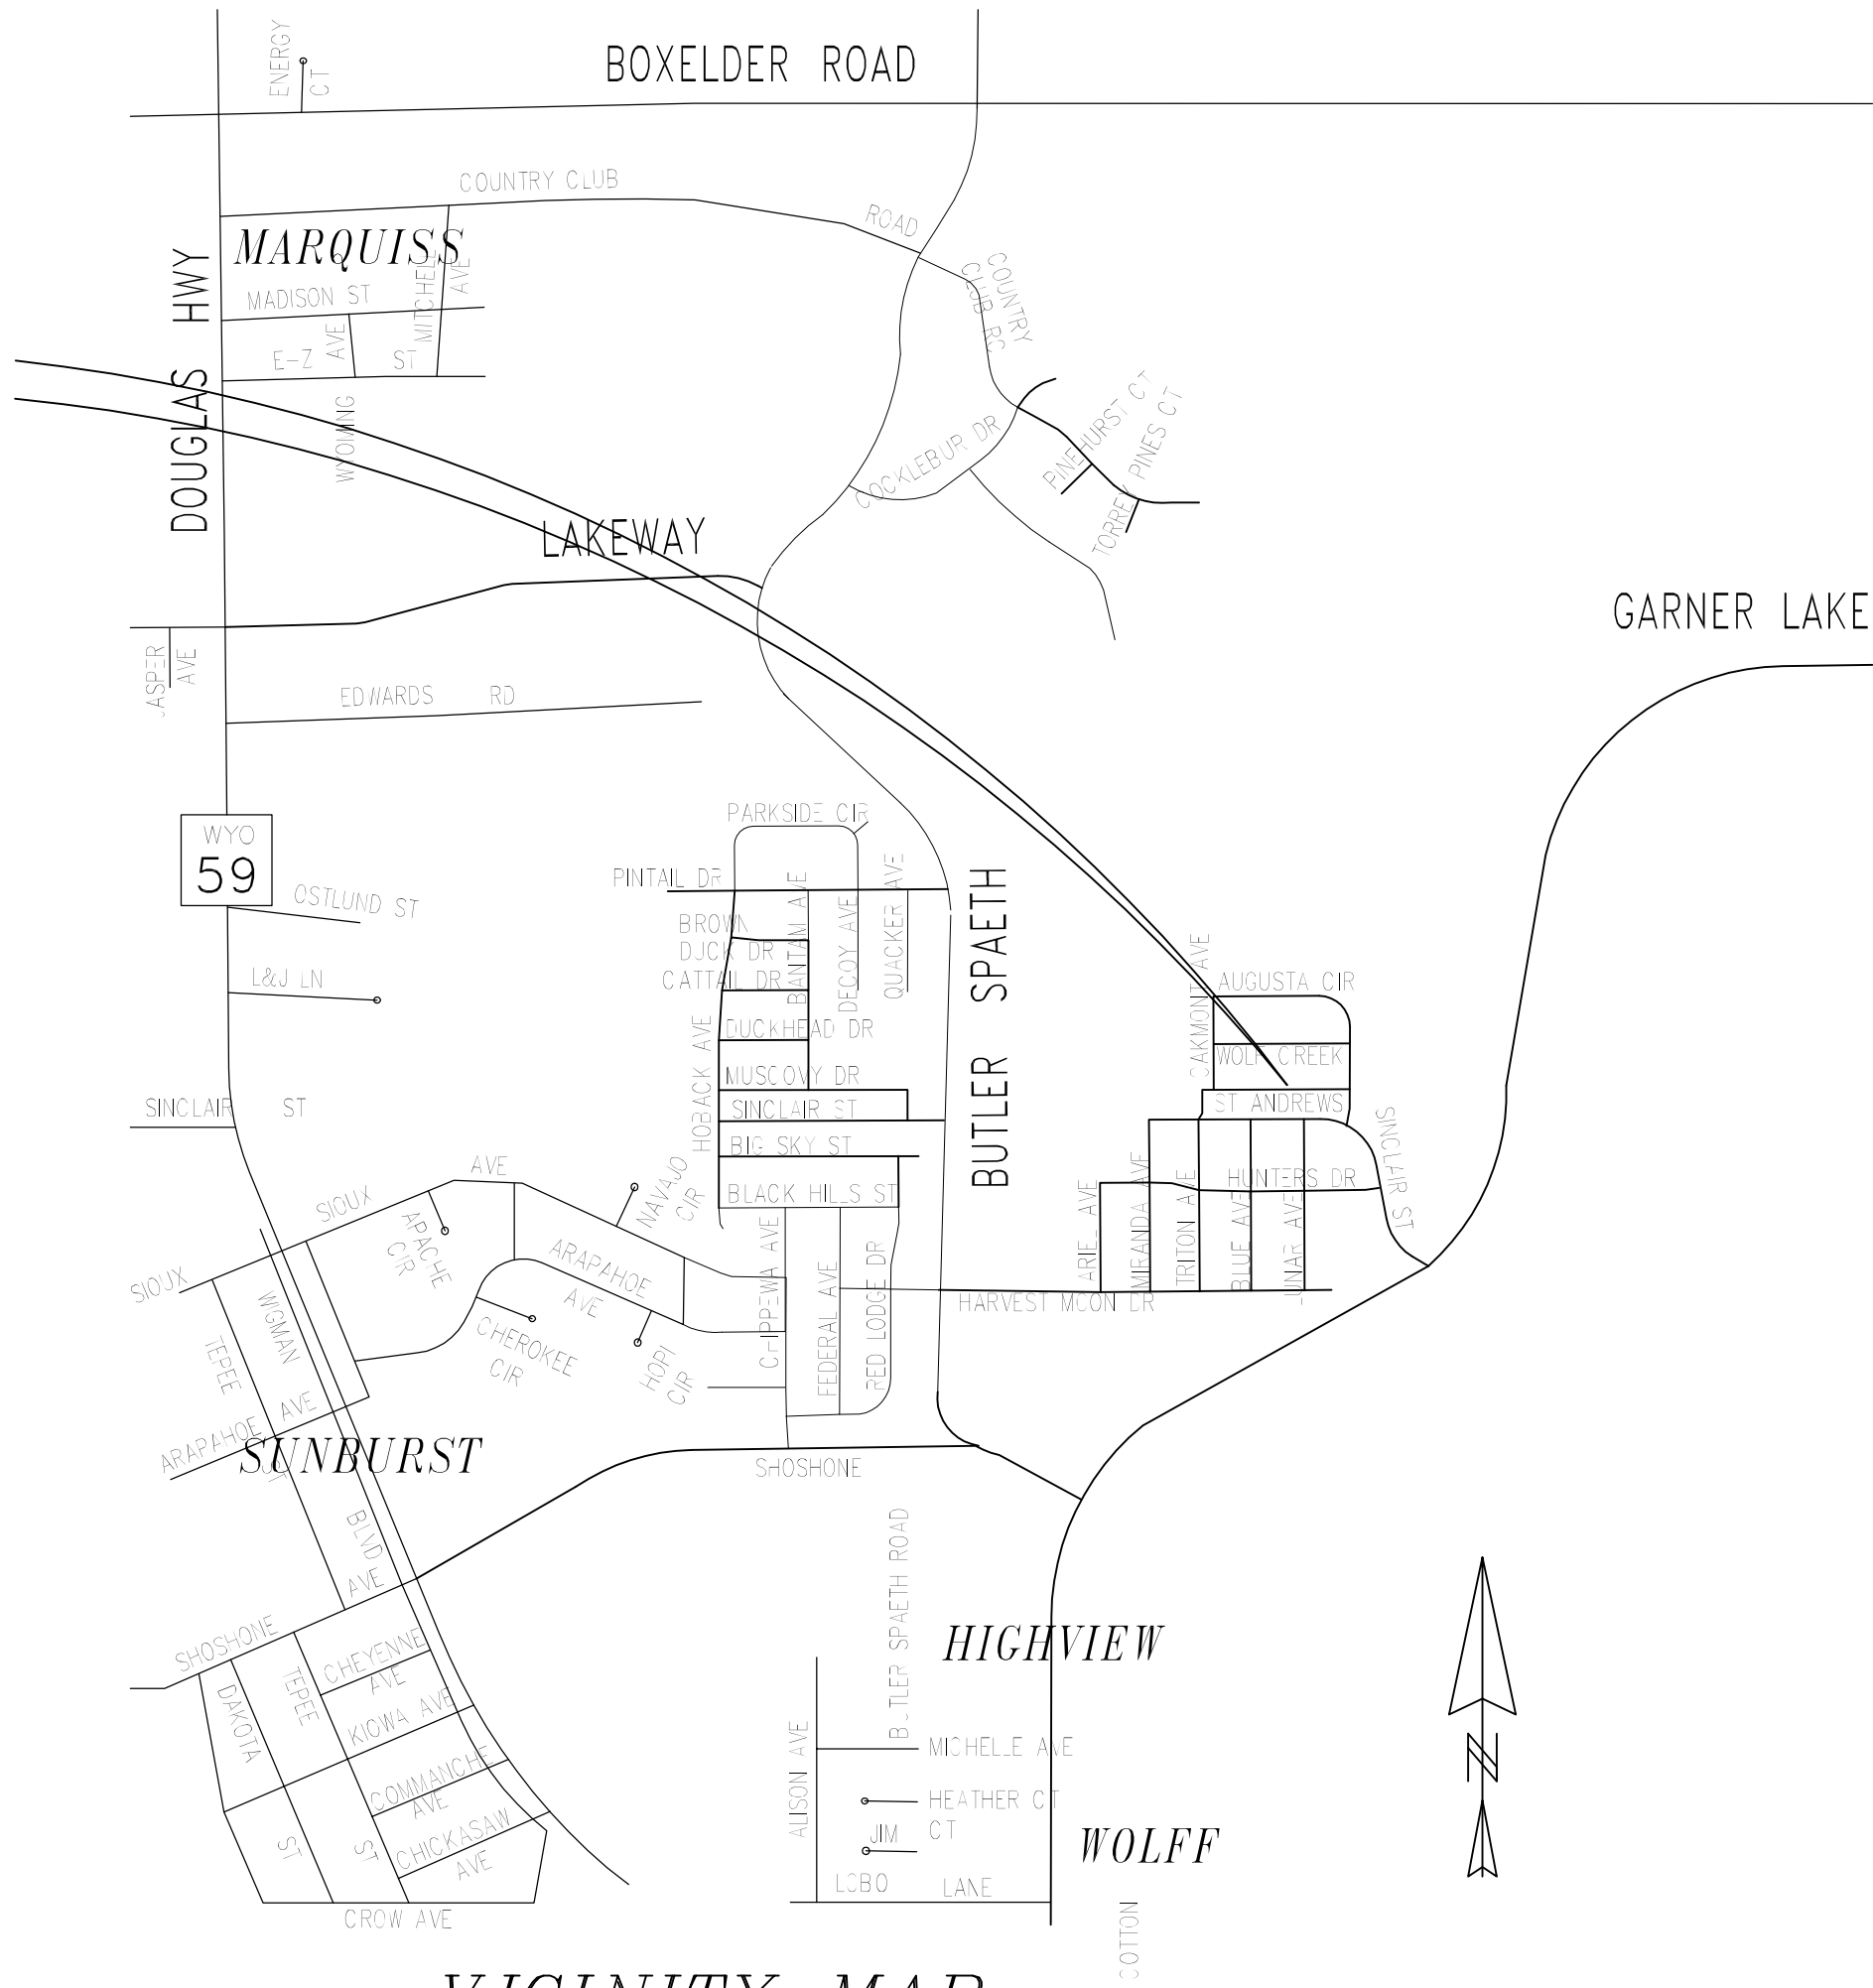 ENERGY
CT
BOXELDER ROAD
COUNTRY CLUB
ROAD
MARQUISS
DOUGLAS HWY
MADISON ST
MITCHELL
AVE
E-Z
AVE
ST
WYOMING
COUNTRY
CLUB
COCKLEBUR DR
PINEHURST CT
TORREY PINES CT
LAKEWAY
GARNER LAKE
AVE
EDWARDS RD
WYO
59
PARKSIDE CIR
PINTAIL DR
OSTLUND ST
BROWN
DUCK DR
CATTAIL DR
BANTAM AVE
DECOY AVE
QUACKER AVE
BUTLER SPAETH
L&J LN
DUCKHEAD DR
HOBACK AVE
MUSCOVY DR
SINCLAIR ST
BIG SKY ST
BLACK HILLS ST
SINCLAIR ST
OAKMONT AVE
AUGUSTA CIR
WOLF CREEK
ST ANDREWS
SINCLAIR ST
HUNTERS DR
ARIEL AVE
MIRANDA AVE
TRITON AVE
BLUE AVE
LUNAR AVE
HARVEST MOON DR
AVE
SIOUX
SIOUX
APACHE
CIR
NAVAJO
CIR
ARAPAHOE
AVE
CHEROKEE
CIR
HOPI
CIR
CHIPPEWA AVE
FEDERAL AVE
RED LODGE DR
WIGMAN
TEPEE
ARAPAHOE AVE
SUNBURST
ST
SHOSHONE
BLVD
AVE
SHOSHONE
BUTLER SPAETH ROAD
HIGHVIEW
CHEYENNE
AVE
TEPEE
DAKOTA
KIOWA AVE
COMMANCHE
AVE
CHICKASAW
AVE
ST
ST
CROW AVE
ALISON AVE
MICHELLE AVE
HEATHER CT
JIM
CT
LOBO LANE
WOLFF
COTTON
N
VICINITY MAP